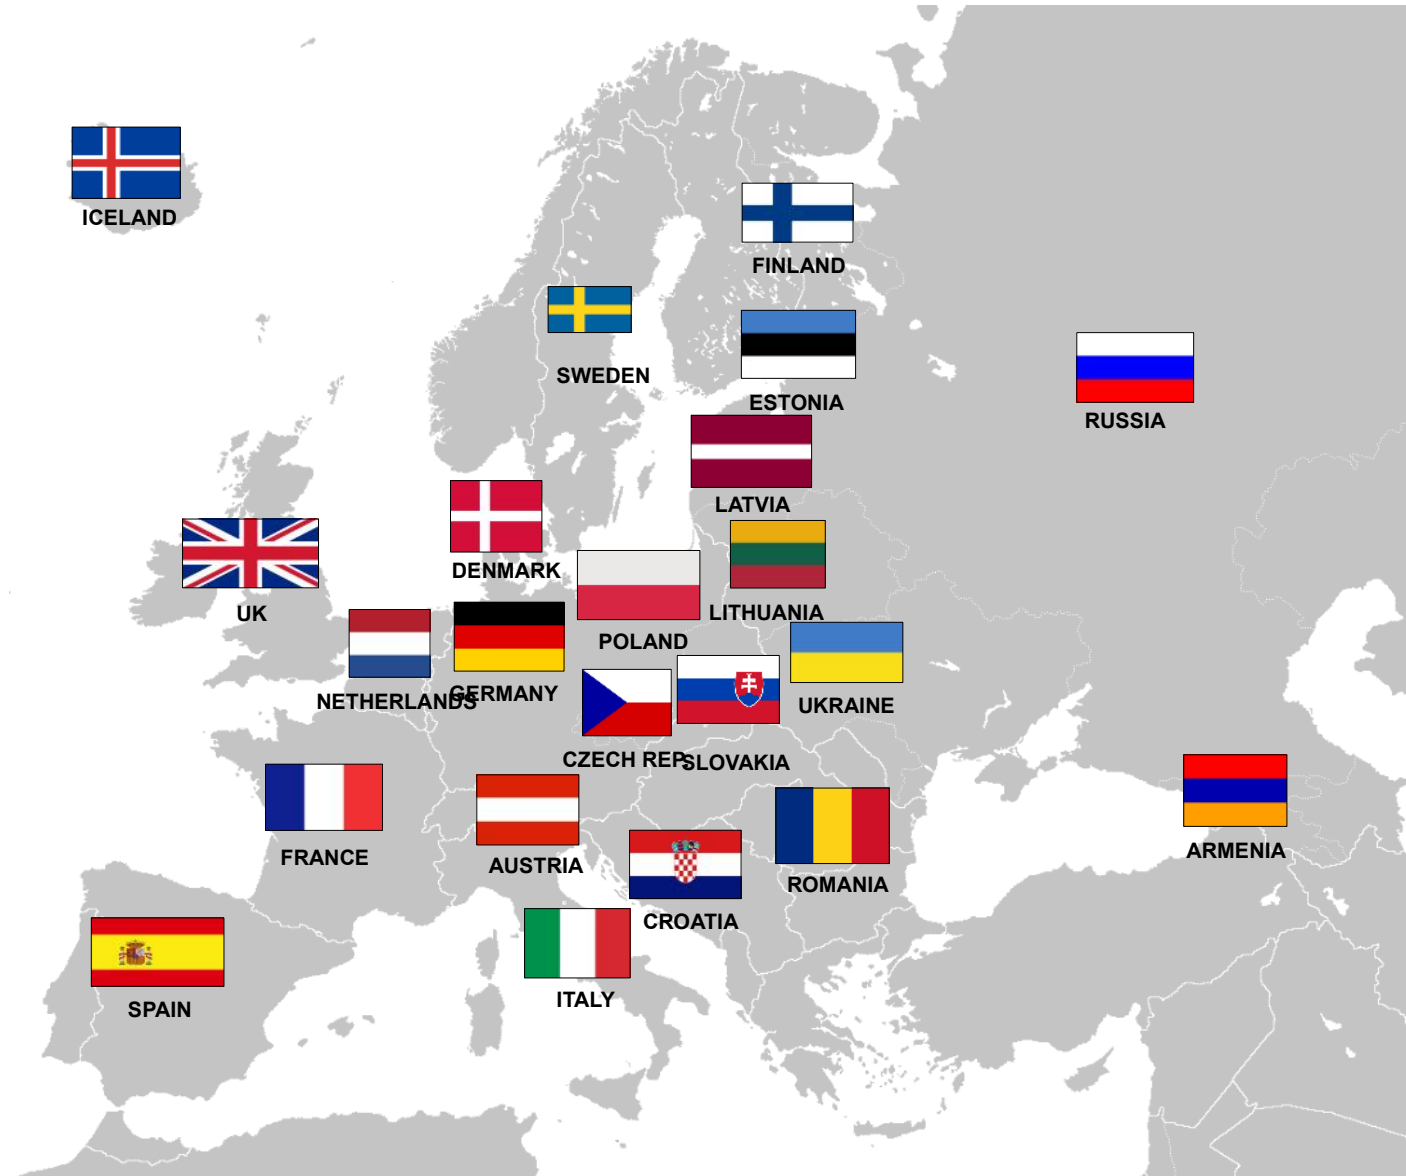 ICELAND
FINLAND
SWEDEN
ESTONIA
RUSSIA
LATVIA
DENMARK
UK
LITHUANIA
POLAND
NETHERLANDS
GERMANY
UKRAINE
CZECH REP.
SLOVAKIA
FRANCE
AUSTRIA
ARMENIA
ROMANIA
CROATIA
ITALY
SPAIN